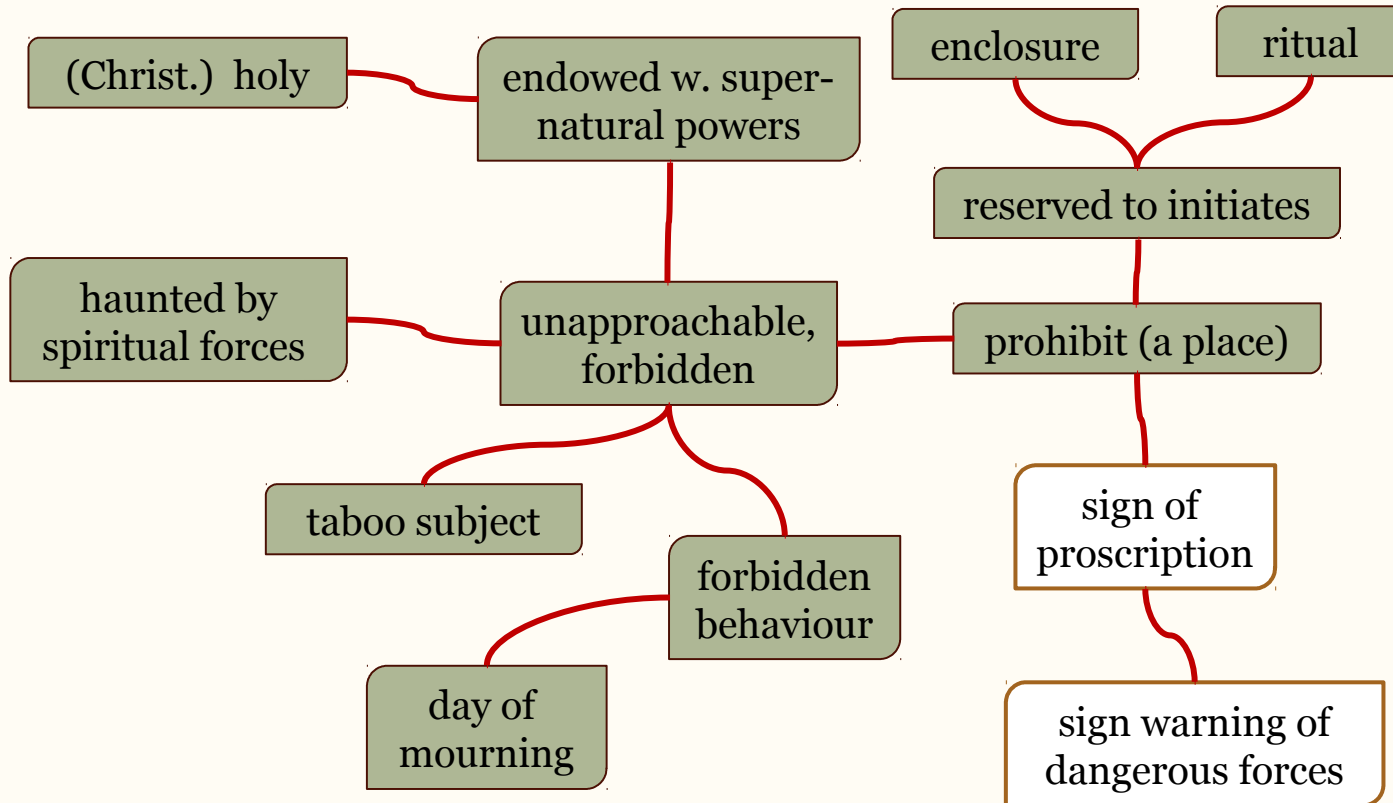 enclosure
ritual
(Christ.) holy
endowed w. super-
natural powers
reserved to initiates
haunted by
spiritual forces
unapproachable,
forbidden
prohibit (a place)
taboo subject
sign of
proscription
forbidden
behaviour
day of
mourning
sign warning of
dangerous forces